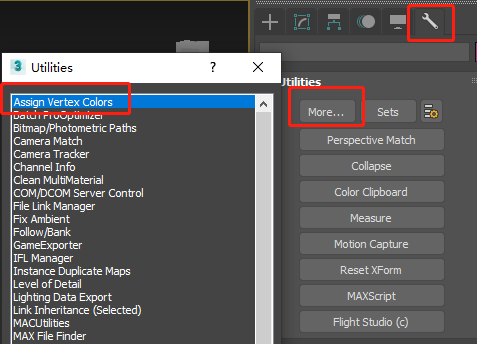 3
Utilities
?
Assign Vertex Colors
Batch ProOptimizer
Bitmap/Photometric Paths
Camera Match
Camera Tracker
Channel Info
Clean MultiMaterial
COM/DCOM Server Control
File Link Manager
Fix Ambient
Follow/Bank
GameExporter
IFL Manager
Instance Duplicate Maps
Level of Detail
Lighting Data Export
Link Inheritance (Selected)
MACUtilities
MAX File Finder
Utilities
More...
Sets
Perspective Match
Collapse
Color Clipboard
Measure
Motion Capture
Reset XForm
MAXScript
Flight Studio (c)